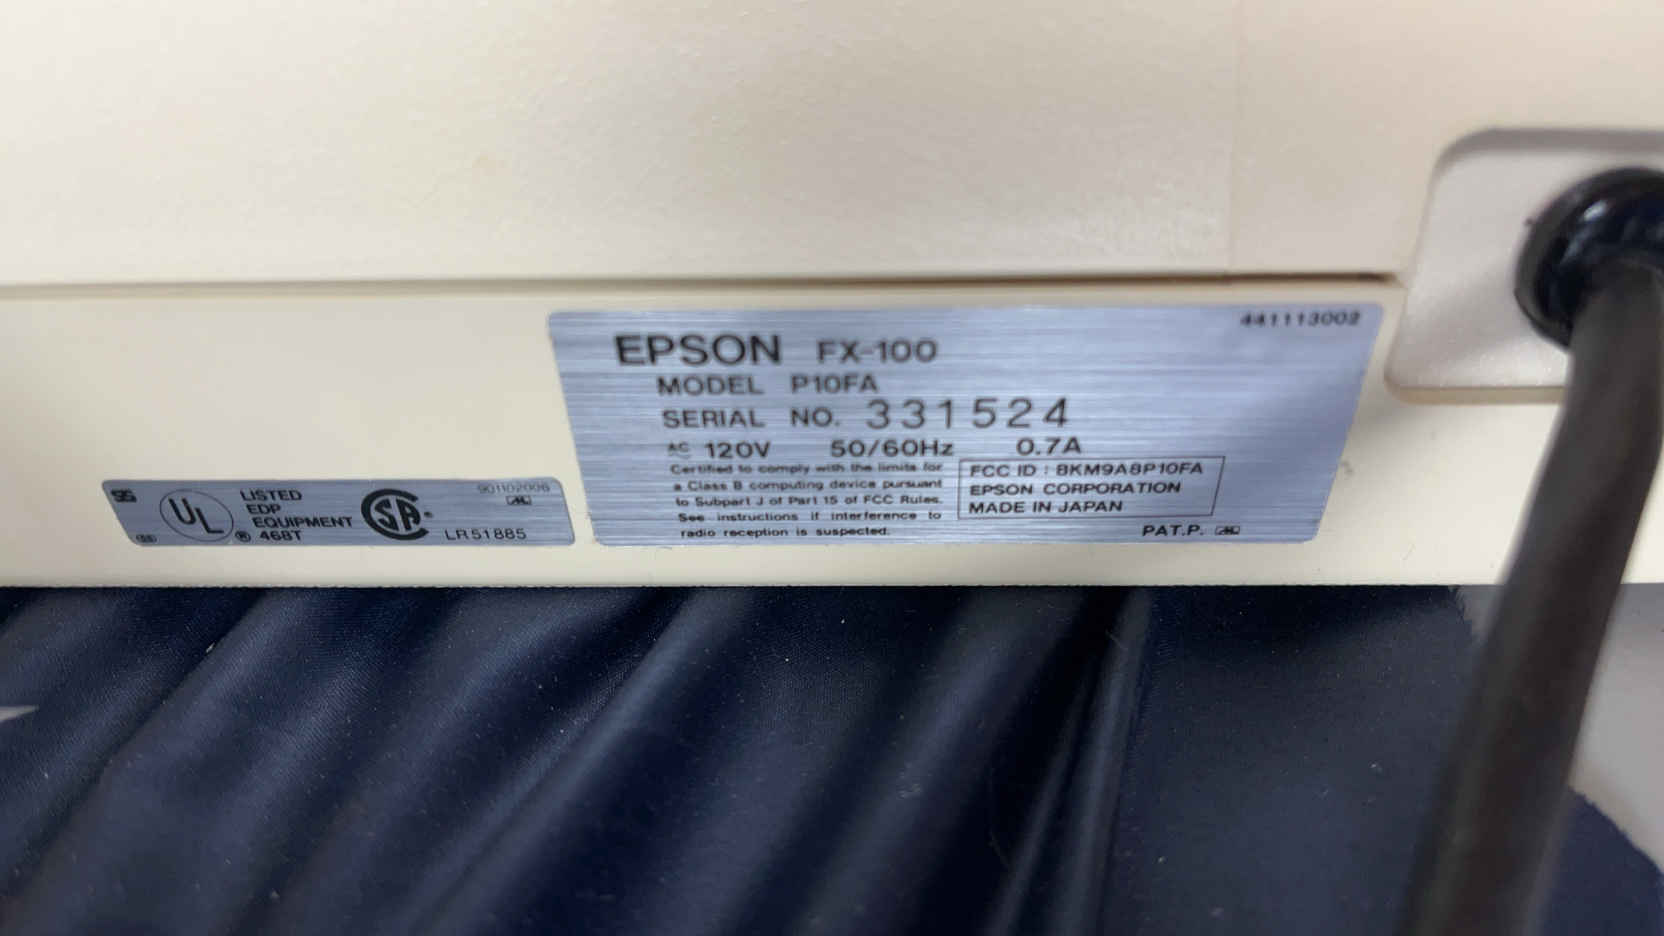 441113002
EPSON FX-100
MODEL P10FA
SERIAL NO. 331524
AC 120V 50/60Hz 0.7A
Certified to comply with the limits for
a Class B computing device pursuant
to Subpart J of Part 15 of FCC Rules.
See instructions if interference to
radio reception is suspected.
FCC ID : BKM9A8P10FA
EPSON CORPORATION
MADE IN JAPAN
PAT.P.
901102006
UL ®
LISTED
EDP
EQUIPMENT
468T
SA ®
LR51885